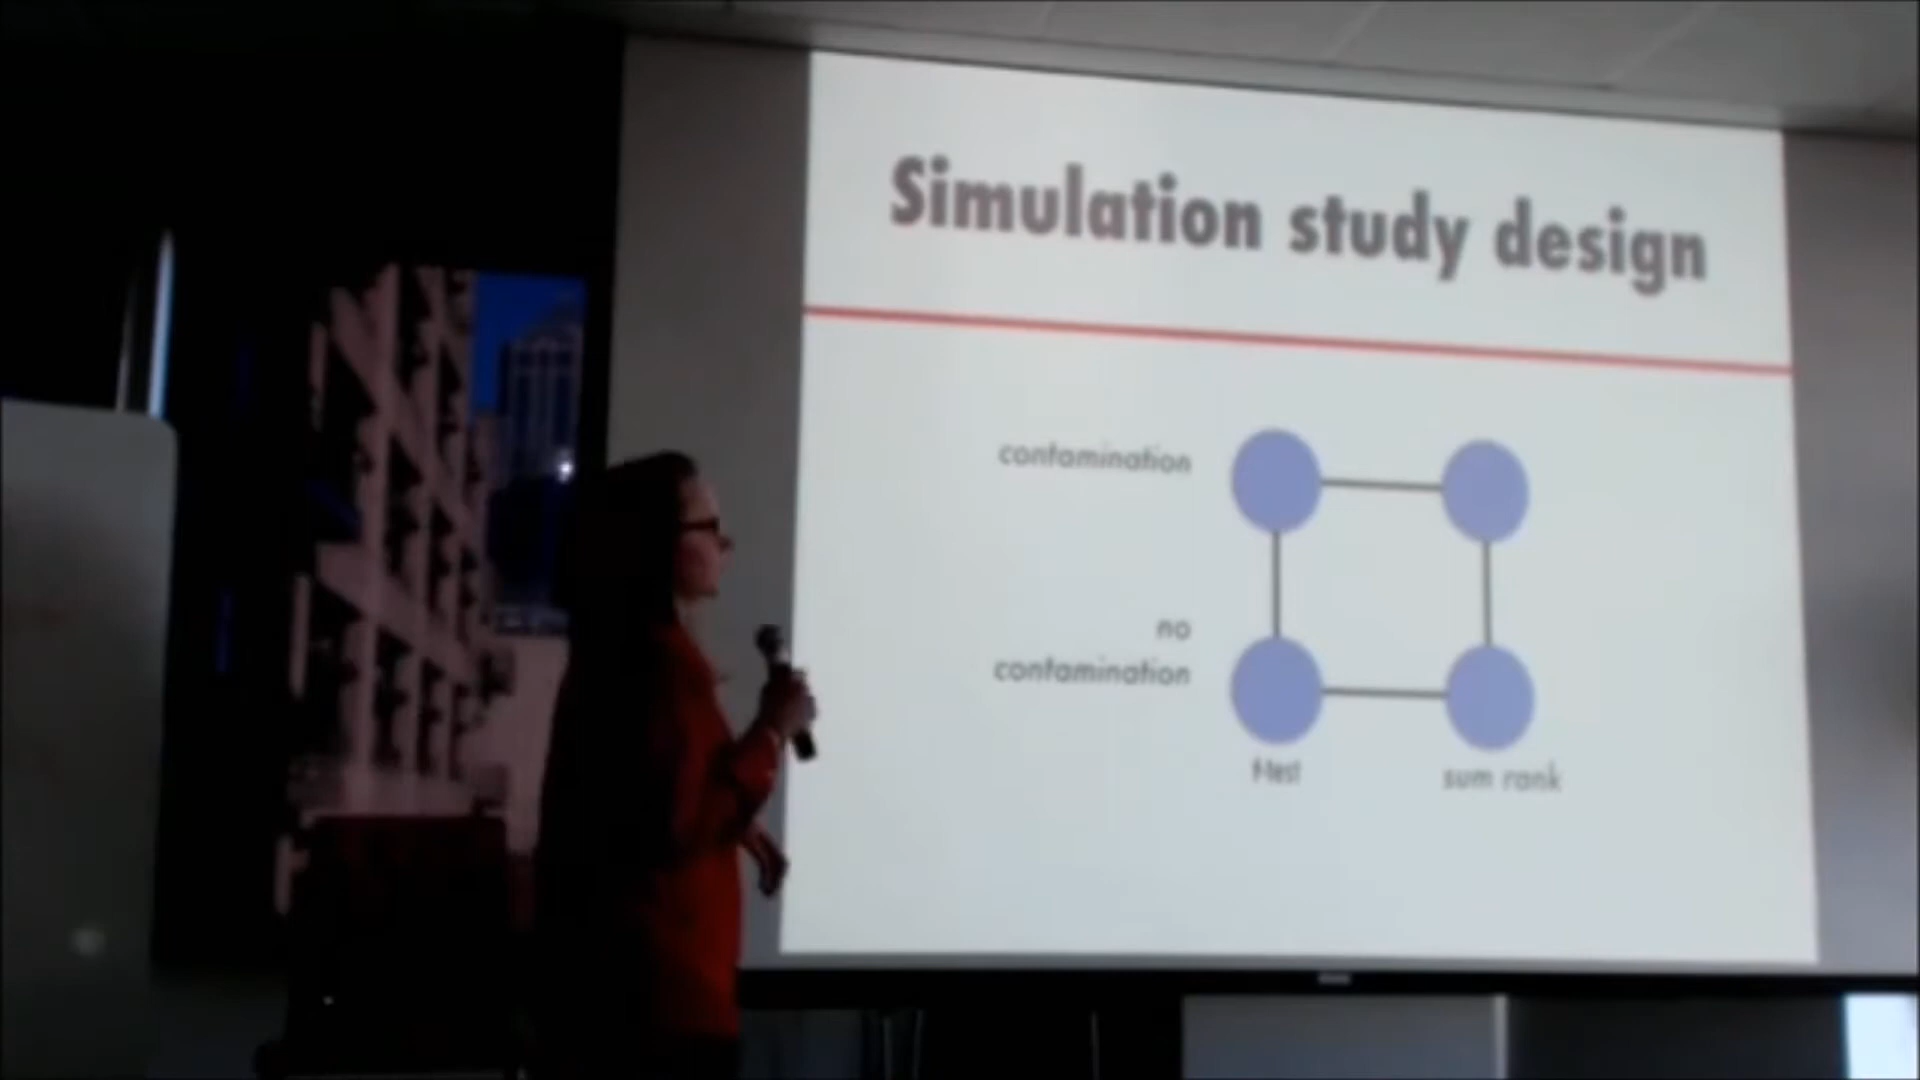 Simulation study design
contamination
no
contamination
t-test
sum rank